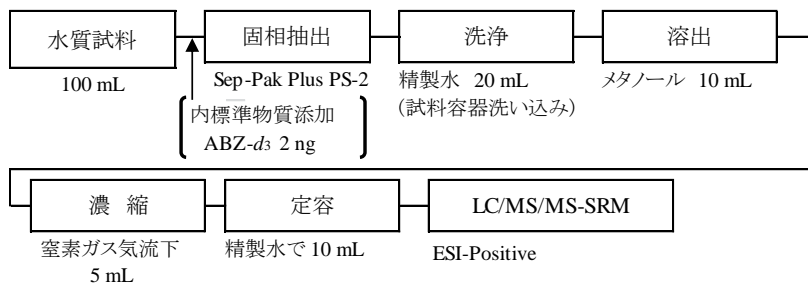 水質試料
固相抽出
洗浄
溶出
100 mL
Sep-Pak Plus PS-2
精製水 20 mL
(試料容器洗い込み)
メタノール 10 mL
内標準物質添加
ABZ-d3 2 ng
濃 縮
定容
LC/MS/MS-SRM
窒素ガス気流下
5 mL
精製水で 10 mL
ESI-Positive